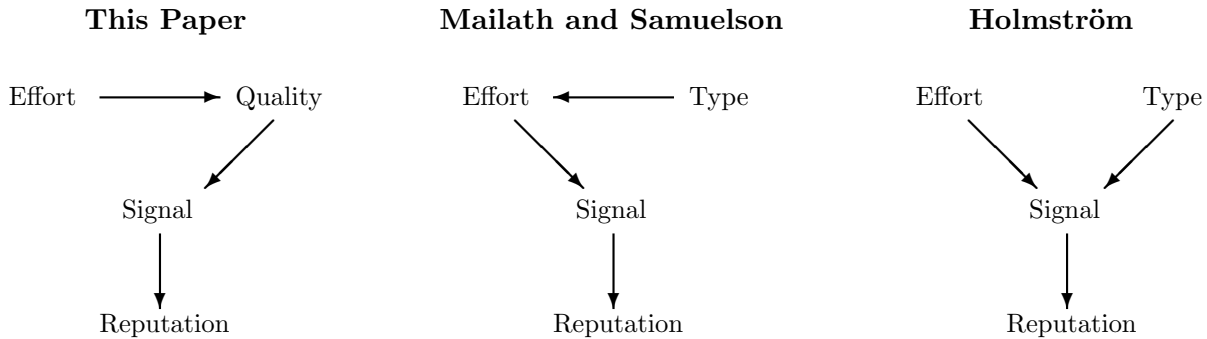 This Paper
Mailath and Samuelson
Holmström
Effort
Quality
Effort
Type
Effort
Type
Signal
Signal
Signal
Reputation
Reputation
Reputation